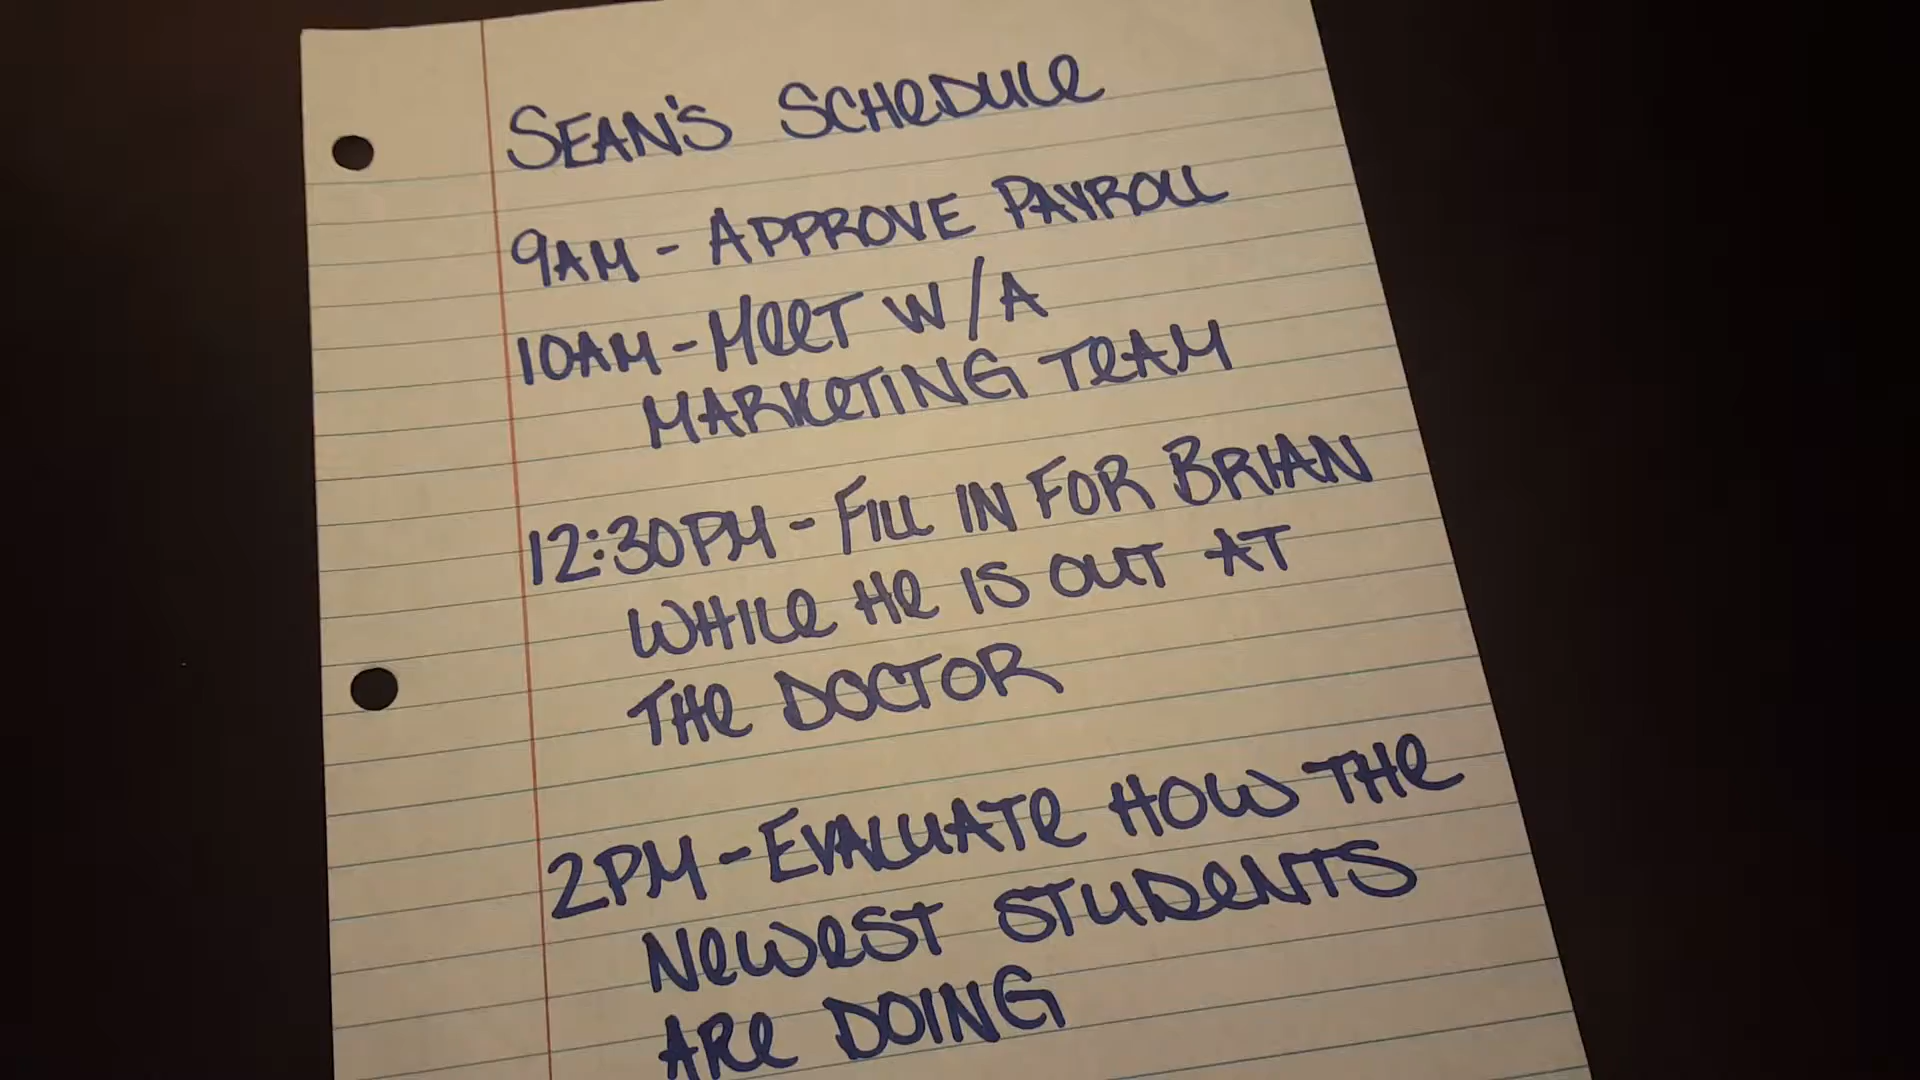 SEAN'S SCHEDULE
9AM - APPROVE PAYROLL
10AM - MEET W/A
MARKETING TEAM
12:30PM - FILL IN FOR BRIAN
WHILE HE IS OUT AT
THE DOCTOR
2PM - EVALUATE HOW THE
NEWEST STUDENTS
ARE DOING